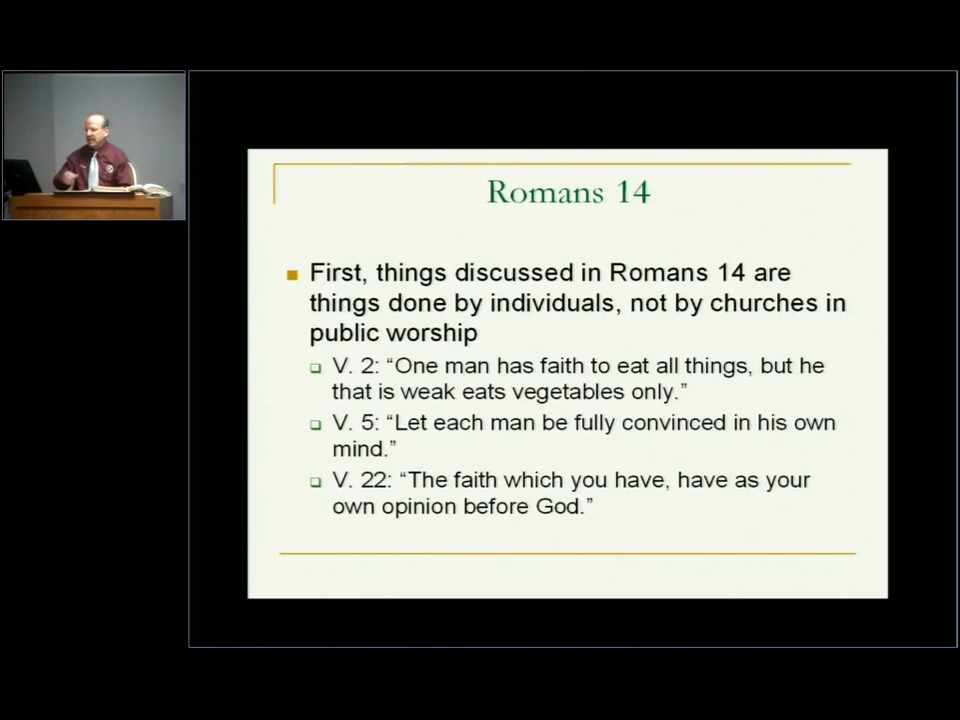 Romans 14
First, things discussed in Romans 14 are
things done by individuals, not by churches in
public worship
V. 2: “One man has faith to eat all things, but he
that is weak eats vegetables only.”
V. 5: “Let each man be fully convinced in his own
mind.”
V. 22: “The faith which you have, have as your
own opinion before God.”